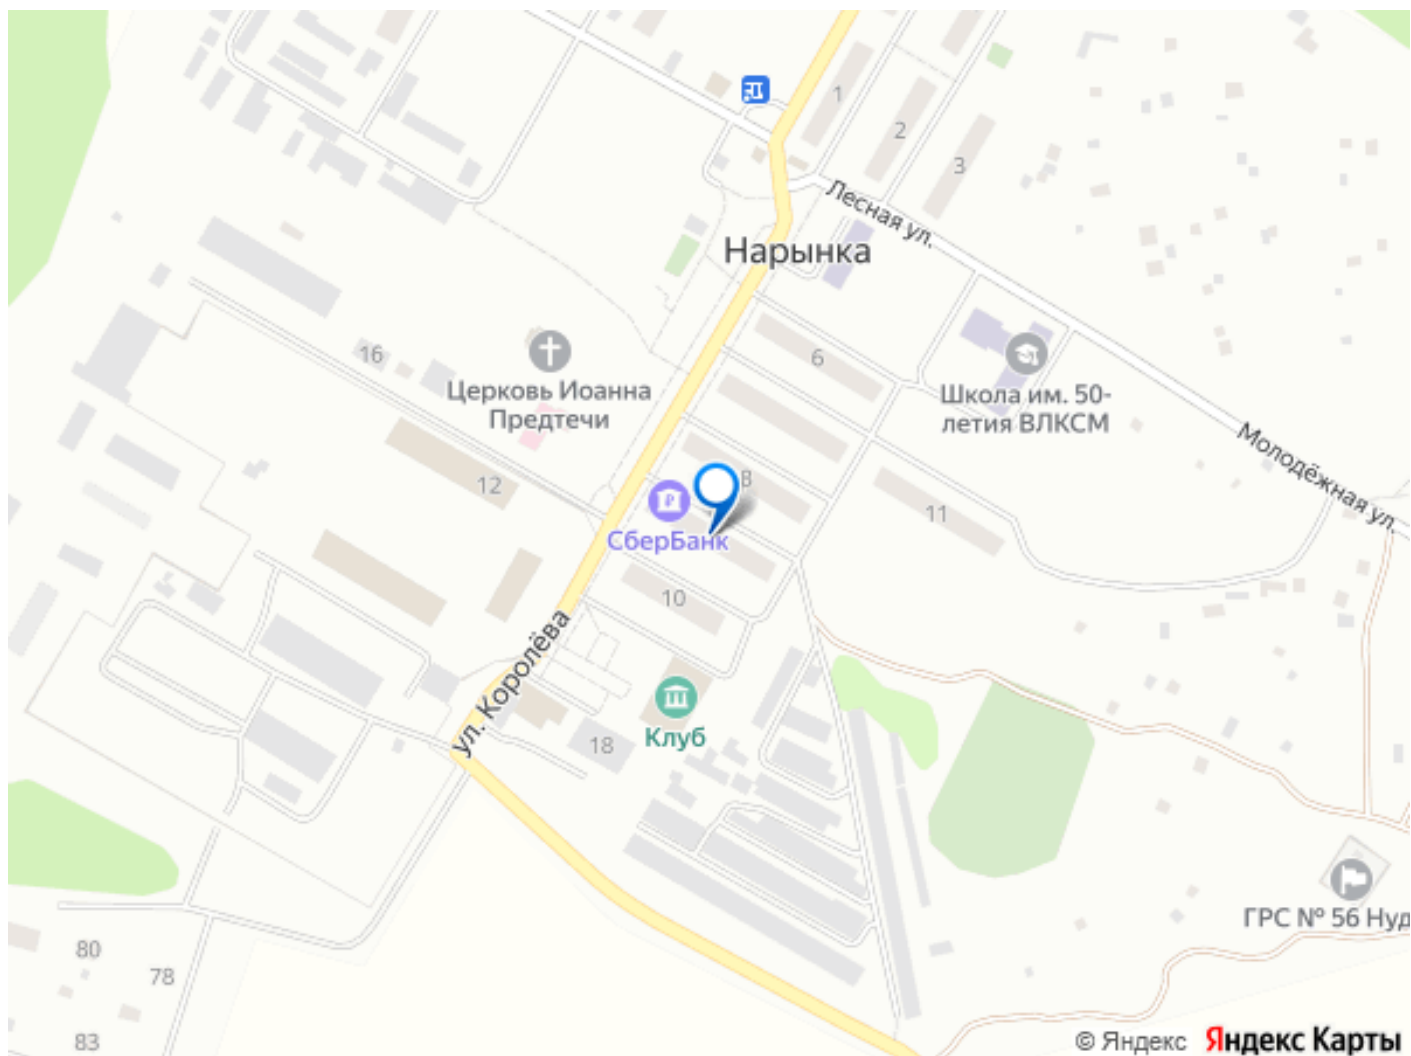 1
2
3
Лесная ул.
Нарынка
6
16
Церковь Иоанна
Предтечи
Школа им. 50-
летия ВЛКСМ
Молодёжная ул.
12
8
СберБанк
11
10
ул. Королёва
18
Клуб
ГРС № 56 Нуд
80
78
83
© Яндекс Яндекс Карты